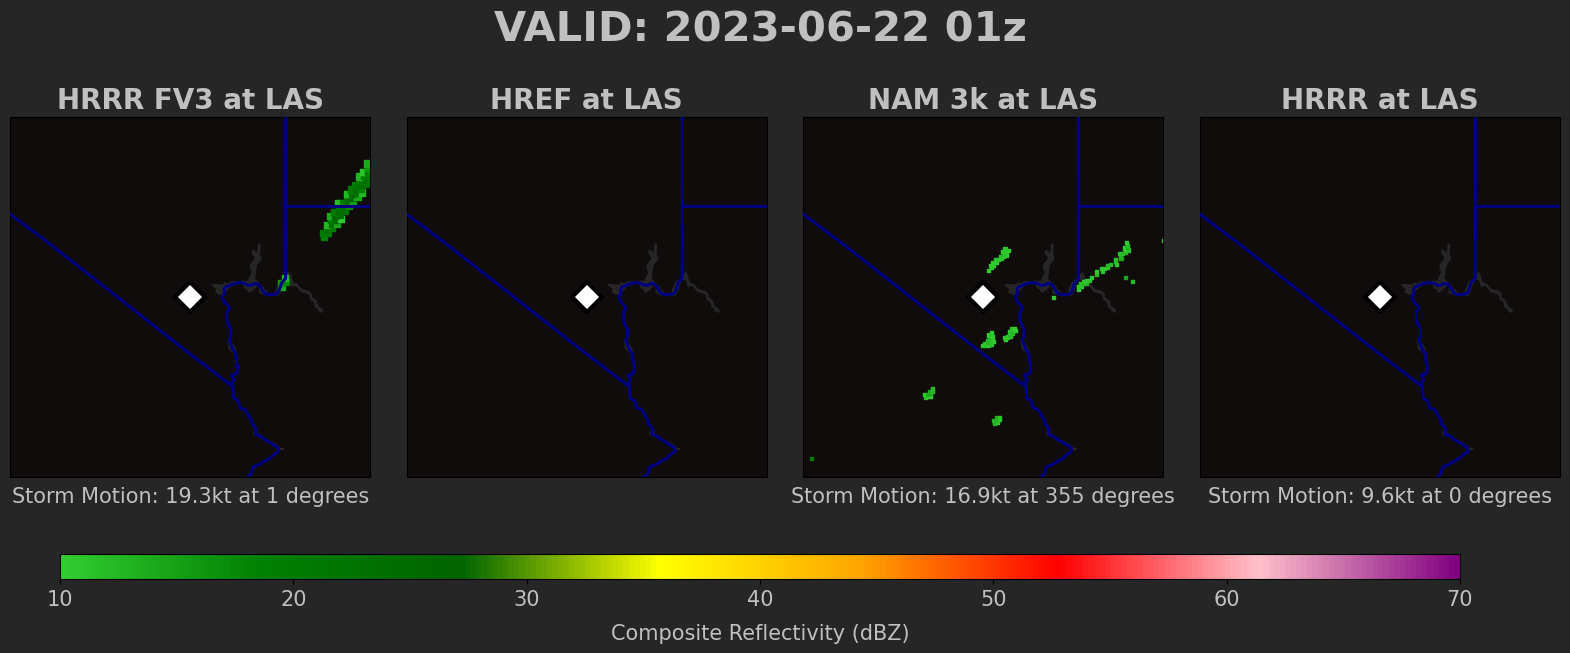 VALID: 2023-06-22 01z
HRRR FV3 at LAS
HREF at LAS
NAM 3k at LAS
HRRR at LAS
Storm Motion: 19.3kt at 1 degrees
Storm Motion: 16.9kt at 355 degrees
Storm Motion: 9.6kt at 0 degrees
10 20 30 40 50 60 70
Composite Reflectivity (dBZ)